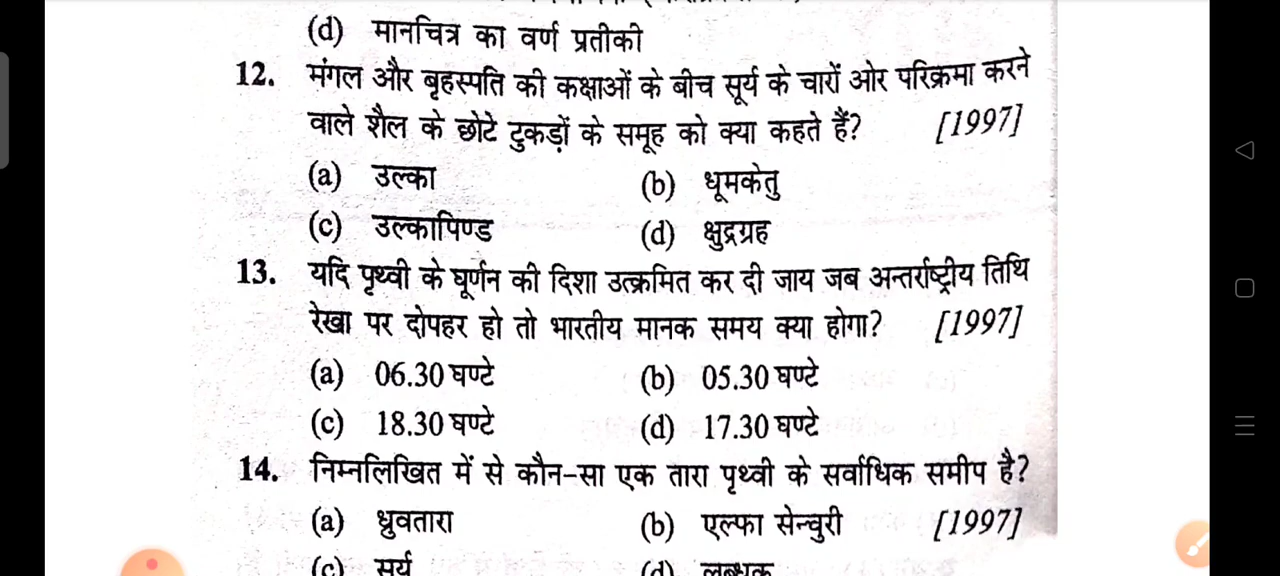 (d) मानचित्र का वर्ण प्रतीकी
12. मंगल और बृहस्पति की कक्षाओं के बीच सूर्य के चारों ओर परिक्रमा करने
वाले शैल के छोटे टुकड़ों के समूह को क्या कहते हैं? [1997]
(a) उल्का (b) धूमकेतु
(c) उल्कापिण्ड (d) क्षुद्रग्रह
13. यदि पृथ्वी के घूर्णन की दिशा उत्क्रमित कर दी जाय जब अन्तर्राष्ट्रीय तिथि
रेखा पर दोपहर हो तो भारतीय मानक समय क्या होगा? [1997]
(a) 06.30 घण्टे (b) 05.30 घण्टे
(c) 18.30 घण्टे (d) 17.30 घण्टे
14. निम्नलिखित में से कौन-सा एक तारा पृथ्वी के सर्वाधिक समीप है?
(a) ध्रुवतारा (b) एल्फा सेन्चुरी [1997]
(c) सूर्य (d) लुब्धक